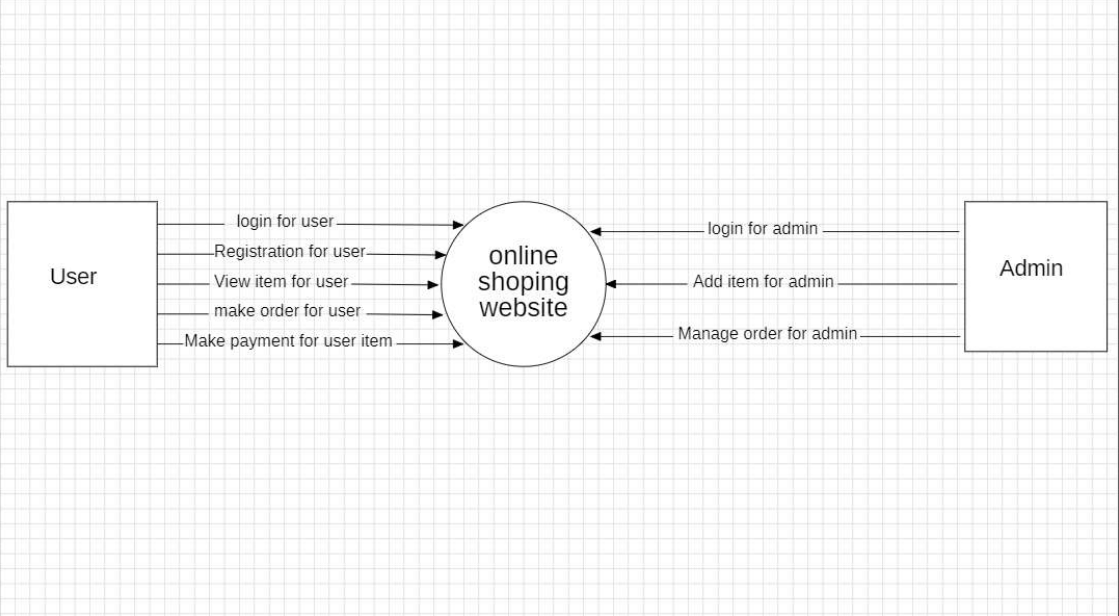 User
login for user
Registration for user
View item for user
make order for user
Make payment for user item
online
shoping
website
login for admin
Add item for admin
Manage order for admin
Admin